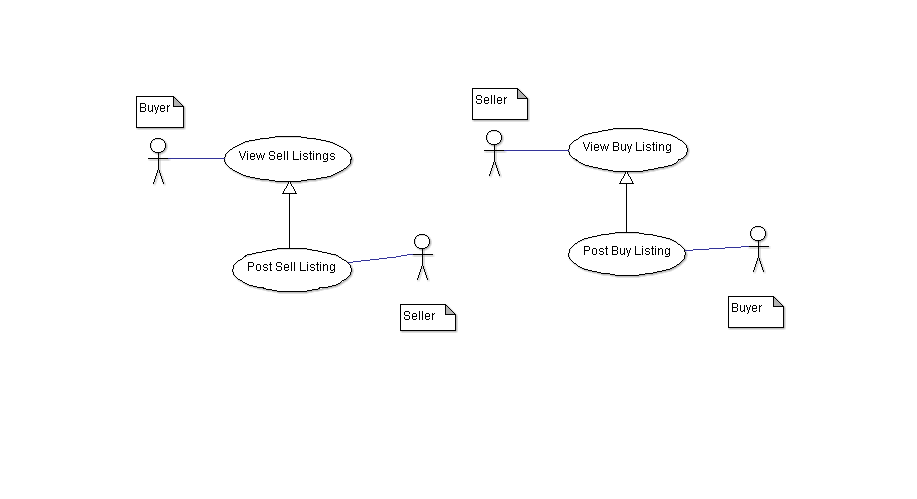 Buyer
View Sell Listings
Post Sell Listing
Seller
Seller
View Buy Listing
Post Buy Listing
Buyer